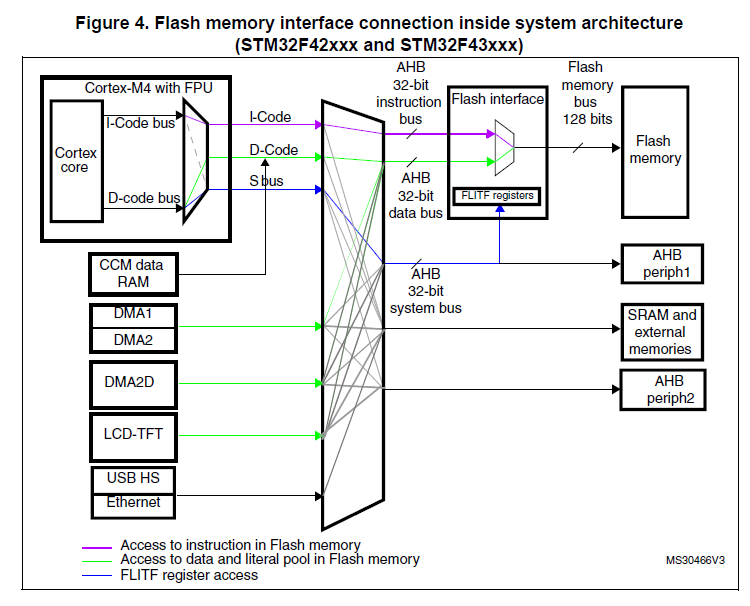 Figure 4. Flash memory interface connection inside system architecture
(STM32F42xxx and STM32F43xxx)
Cortex-M4 with FPU
Cortex
core
I-Code bus
D-code bus
I-Code
D-Code
S bus
CCM data
RAM
DMA1
DMA2
DMA2D
LCD-TFT
USB HS
Ethernet
AHB
32-bit
instruction
bus
AHB
32-bit
data bus
AHB
32-bit
system bus
Flash interface
FLITF registers
Flash
memory
bus
128 bits
Flash
memory
AHB
periph1
SRAM and
external
memories
AHB
periph2
Access to instruction in Flash memory
Access to data and literal pool in Flash memory
FLITF register access
MS30466V3